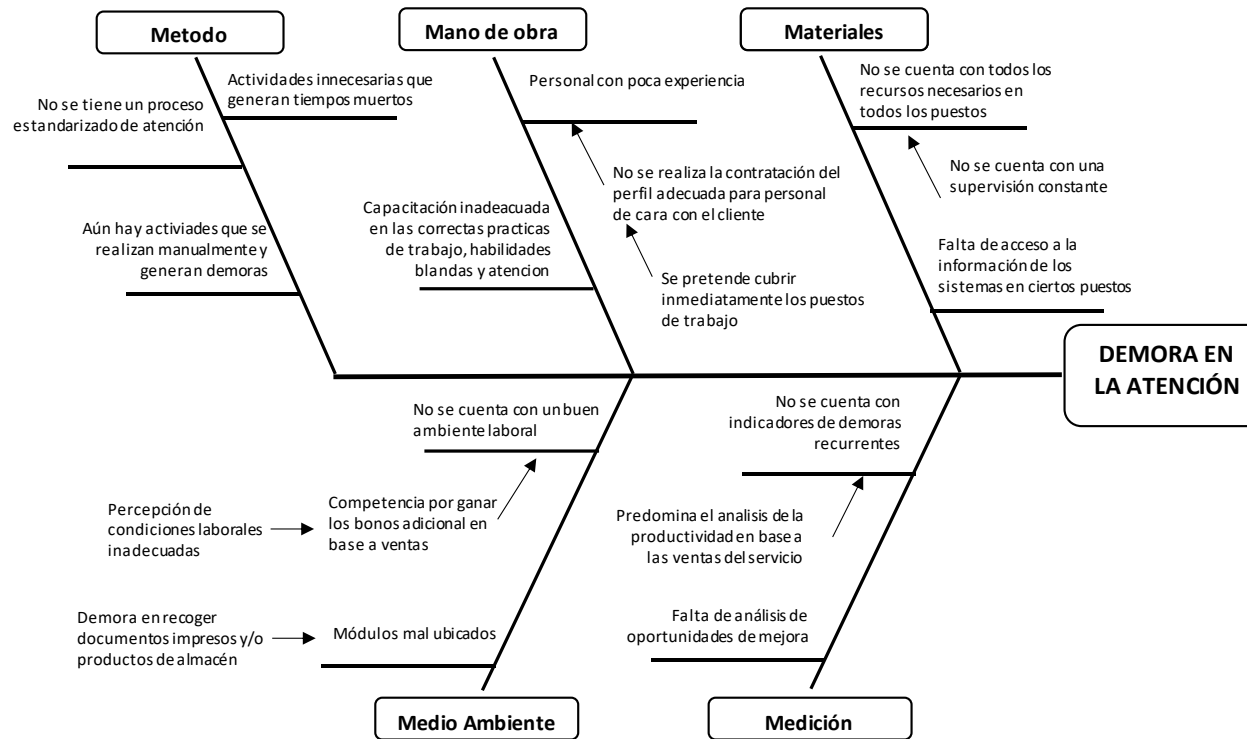 Metodo
Mano de obra
Materiales
Actividades innecesarias que
generan tiempos muertos
No se tiene un proceso
estandarizado de atención
Aún hay activiades que se
realizan manualmente y
generan demoras
Personal con poca experiencia
No se realiza la contratación del
perfil adecuada para personal
de cara con el cliente
Capacitación inadeacuada
en las correctas practicas
de trabajo, habilidades
blandas y atencion
Se pretende cubrir
inmediatamente los puestos
de trabajo
No se cuenta con todos los
recursos necesarios en
todos los puestos
No se cuenta con una
supervisión constante
Falta de acceso a la
información de los
sistemas en ciertos puestos
DEMORA EN
LA ATENCIÓN
No se cuenta con un buen
ambiente laboral
Percepción de
condiciones laborales
inadecuadas
Competencia por ganar
los bonos adicional en
base a ventas
Demora en recoger
documentos impresos y/o
productos de almacén
Módulos mal ubicados
No se cuenta con
indicadores de demoras
recurrentes
Predomina el analisis de la
productividad en base a
las ventas del servicio
Falta de análisis de
oportunidades de mejora
Medio Ambiente
Medición